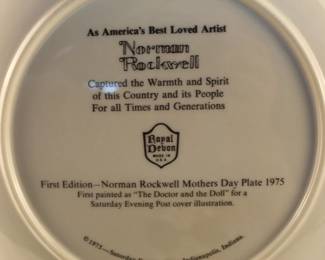 As America's Best Loved Artist
Norman
Rockwell
Captured the Warmth and Spirit
of this Country and its People
For all Times and Generations
Royal
Devon
MADE IN
U.S.A.
First Edition—Norman Rockwell Mothers Day Plate 1975
First painted as "The Doctor and the Doll" for a
Saturday Evening Post cover illustration.
©1975—Saturday Indianapolis, Indiana.